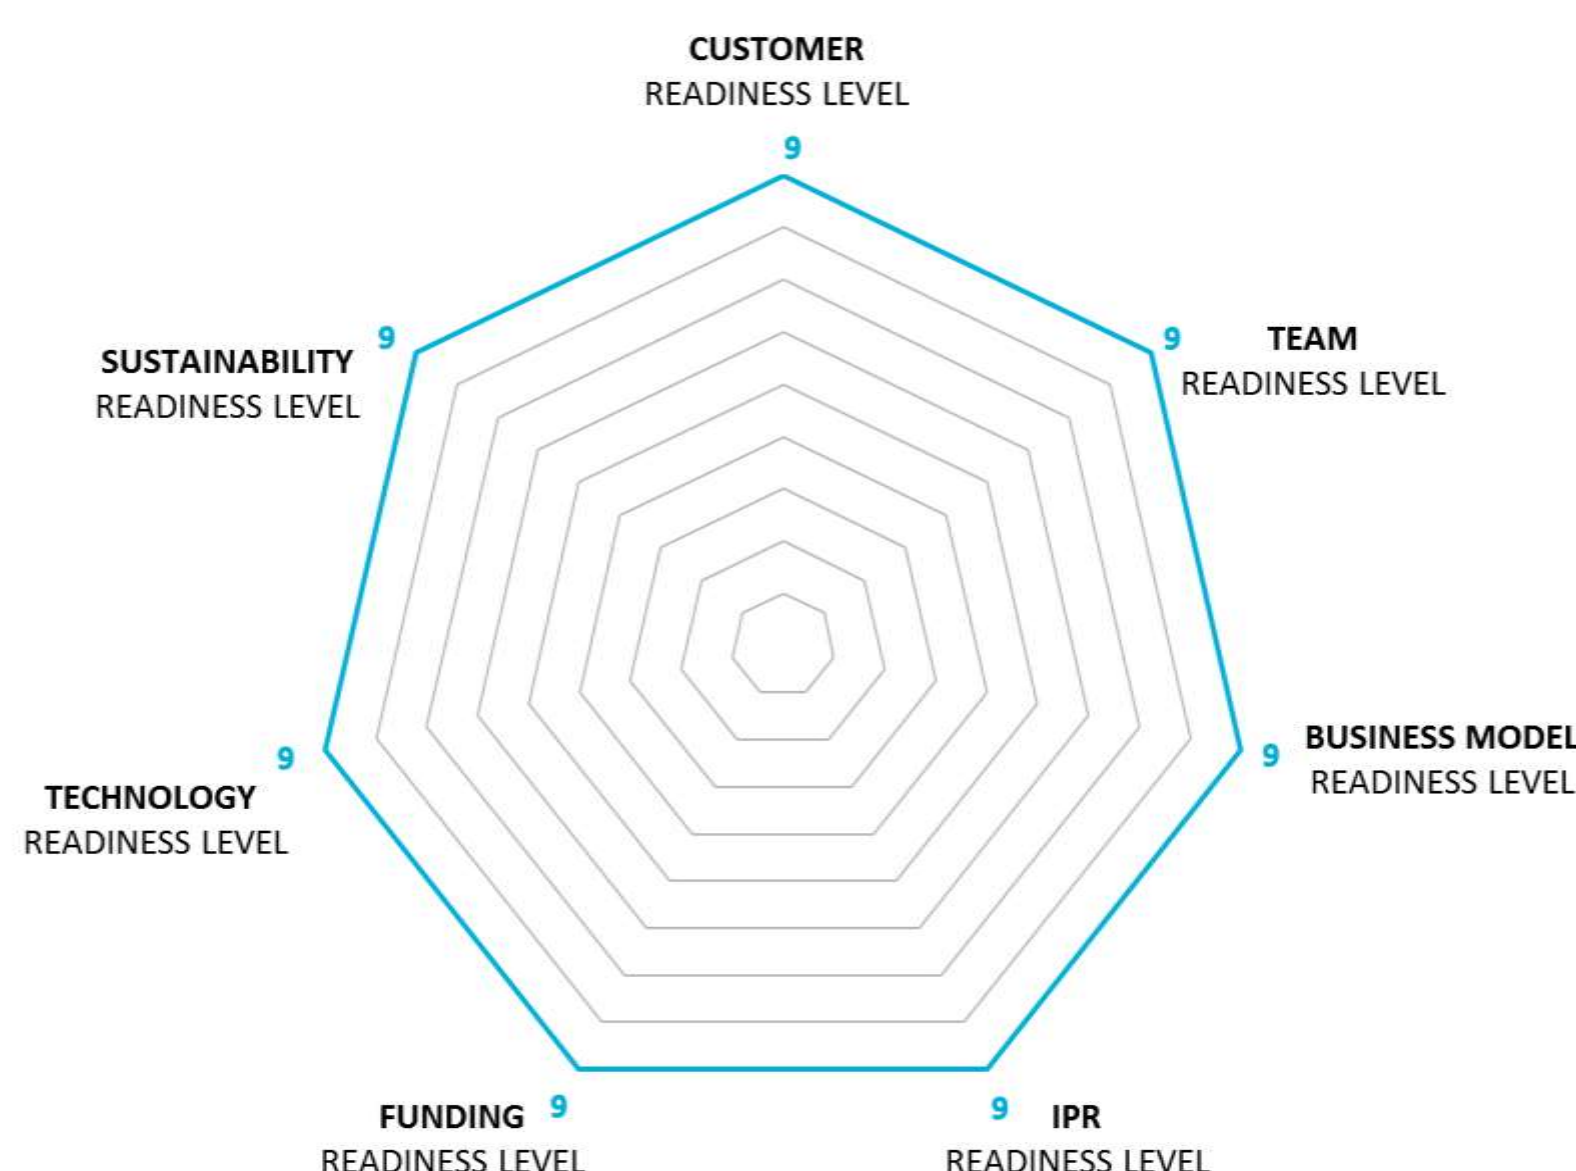 CUSTOMER
READINESS LEVEL
9
9
SUSTAINABILITY
READINESS LEVEL
9
TEAM
READINESS LEVEL
9
TECHNOLOGY
READINESS LEVEL
9
BUSINESS MODEL
READINESS LEVEL
FUNDING
9
READINESS LEVEL
9
IPR
READINESS LEVEL